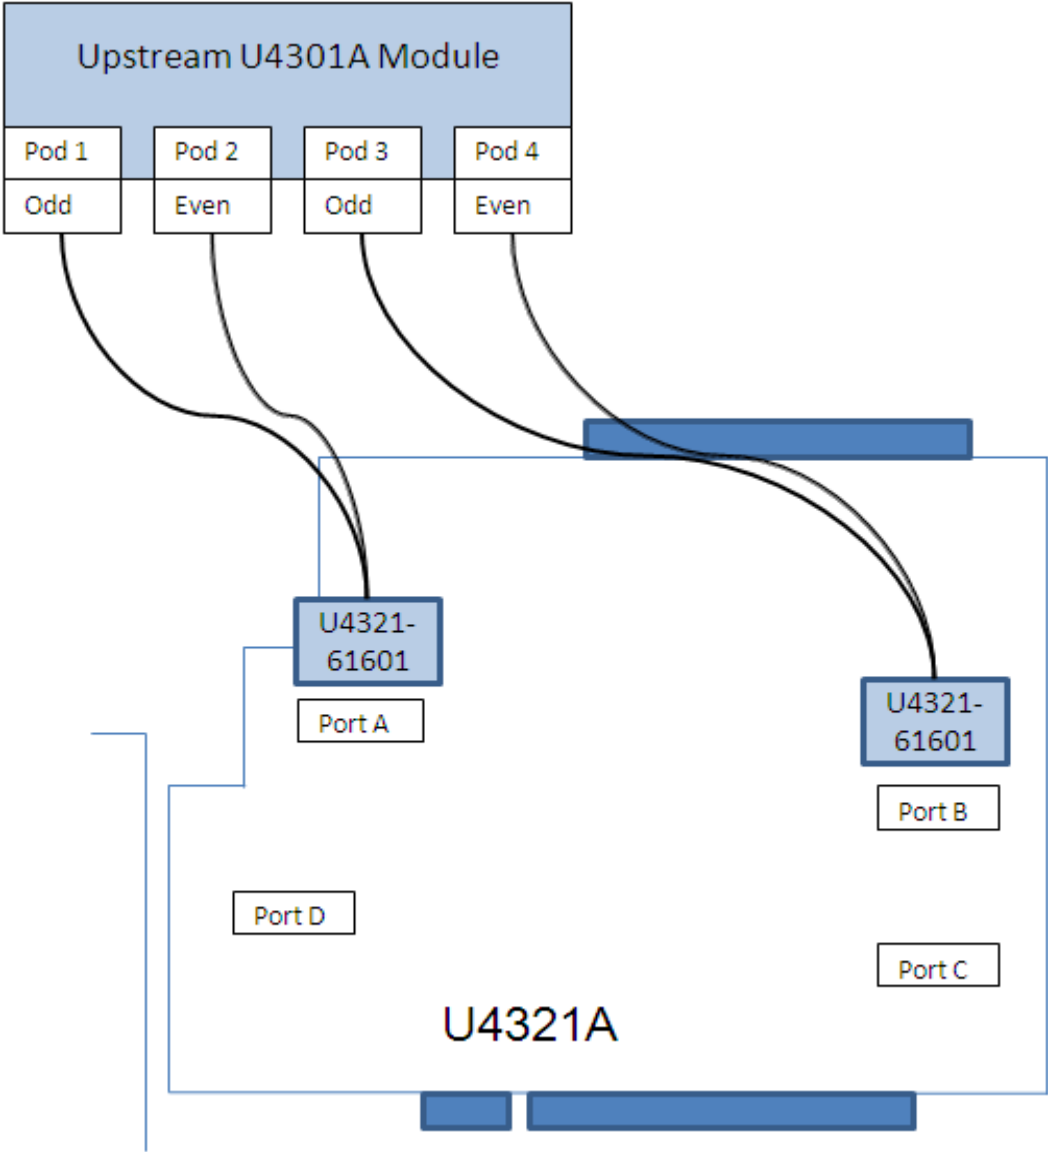 Upstream U4301A Module
Pod 1
Pod 2
Pod 3
Pod 4
Odd
Even
Odd
Even
U4321-
61601
Port A
U4321-
61601
Port B
Port D
Port C
U4321A